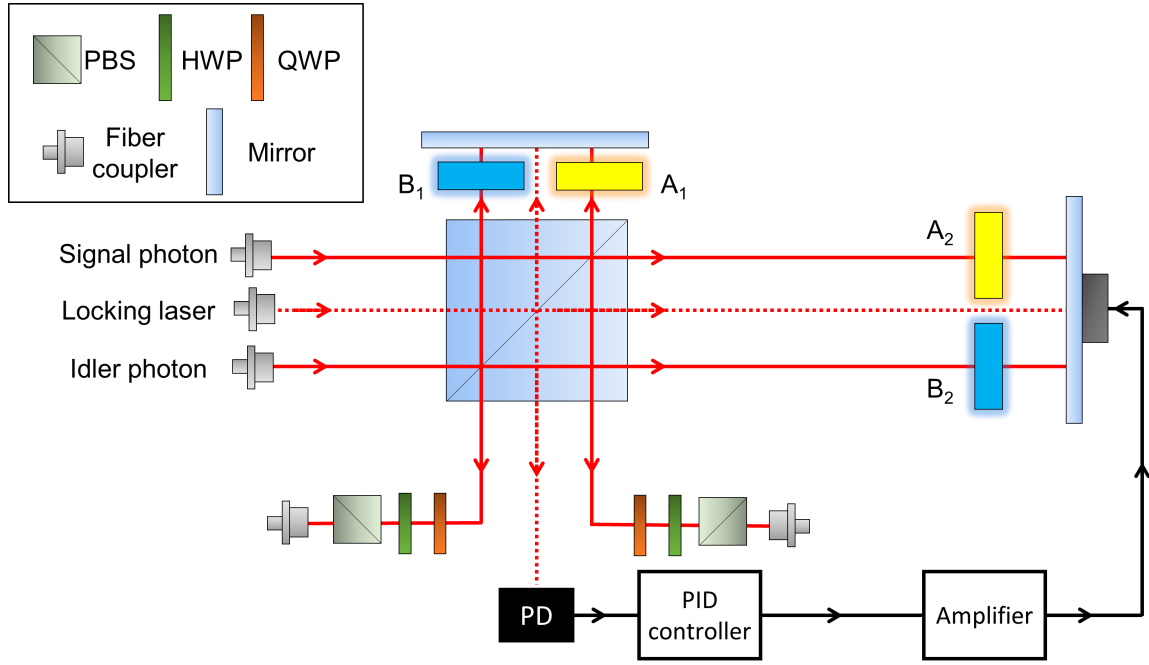 PBS
HWP
QWP
Fiber
coupler
Mirror
B₁
A₁
Signal photon
A₂
Locking laser
Idler photon
B₂
PD
PID
controller
Amplifier